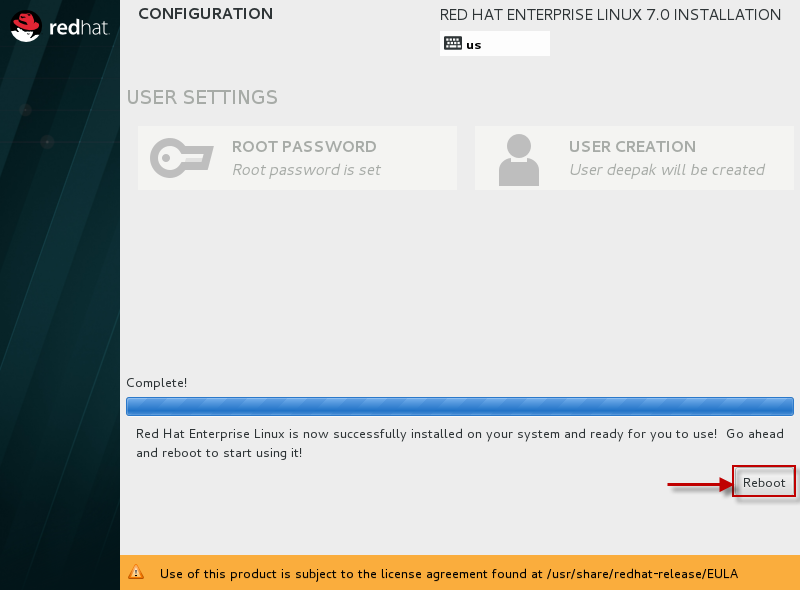 redhat.
CONFIGURATION
RED HAT ENTERPRISE LINUX 7.0 INSTALLATION
us
USER SETTINGS
ROOT PASSWORD
Root password is set
USER CREATION
User deepak will be created
Complete!
Red Hat Enterprise Linux is now successfully installed on your system and ready for you to use! Go ahead
and reboot to start using it!
Reboot
Use of this product is subject to the license agreement found at /usr/share/redhat-release/EULA